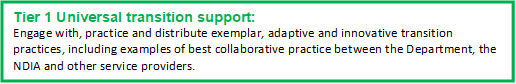 Tier 1 Universal transition support:
Engage with, practice and distribute exemplar, adaptive and innovative transition
practices, including examples of best collaborative practice between the Department, the
NDIA and other service providers.